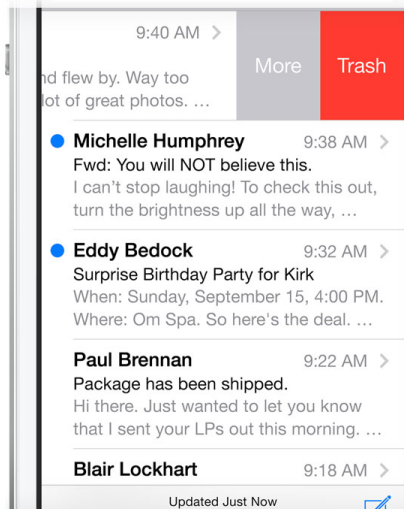 9:40 AM
More
Trash
nd flew by. Way too
lot of great photos. ...
Michelle Humphrey 9:38 AM
Fwd: You will NOT believe this.
I can't stop laughing! To check this out,
turn the brightness up all the way, ...
Eddy Bedock 9:32 AM
Surprise Birthday Party for Kirk
When: Sunday, September 15, 4:00 PM.
Where: Om Spa. So here's the deal. ...
Paul Brennan 9:22 AM
Package has been shipped.
Hi there. Just wanted to let you know
that I sent your LPs out this morning. ...
Blair Lockhart 9:18 AM
Updated Just Now